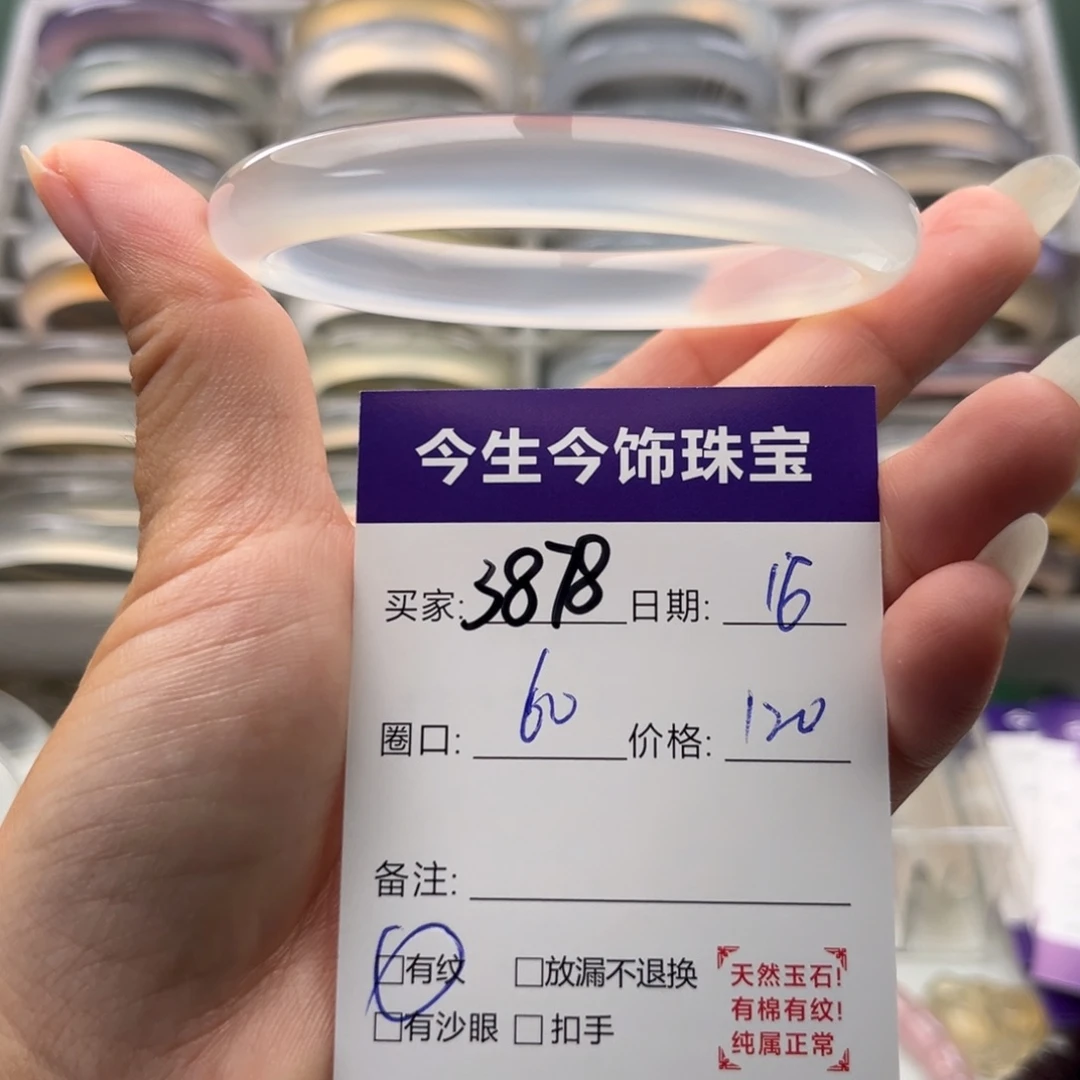 今生今饰珠宝
买家: 3878 日期: 15
圈口: 60 价格: 120
备注:
□有纹 □放漏不退换
□有沙眼 □扣手
天然玉石!
有棉有纹!
纯属正常